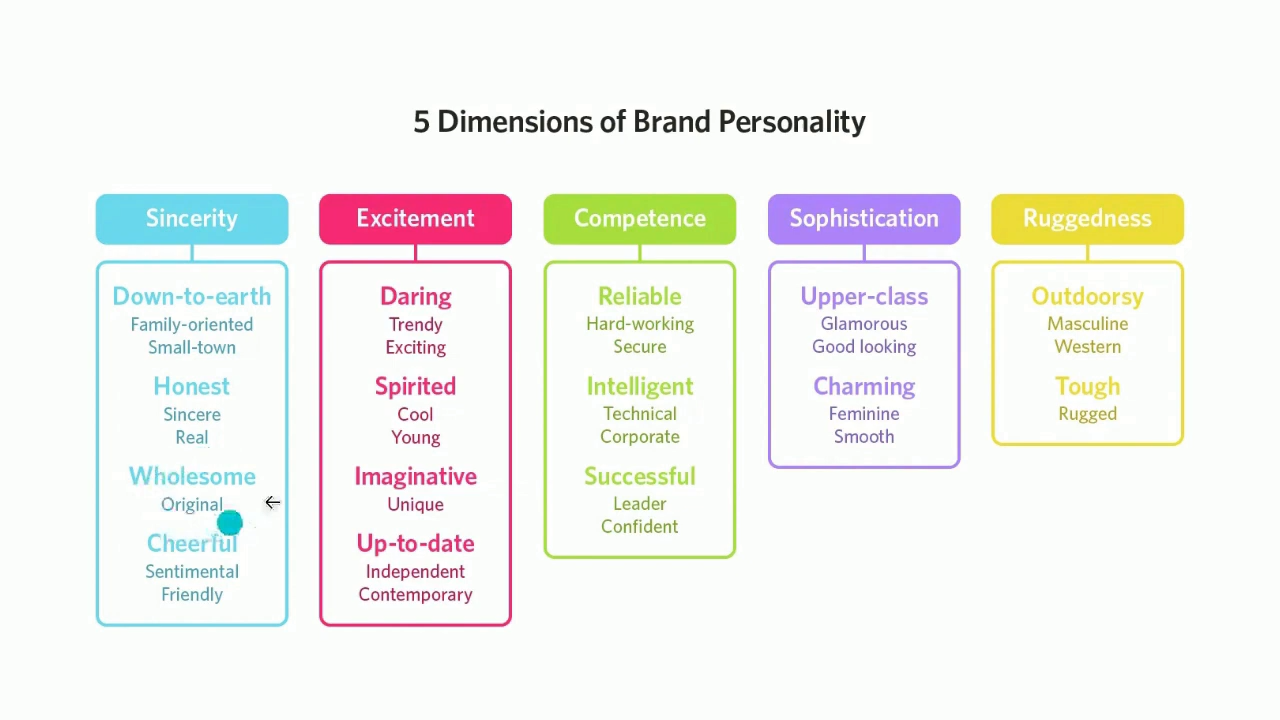 5 Dimensions of Brand Personality
Sincerity
Down-to-earth
Family-oriented
Small-town
Honest
Sincere
Real
Wholesome
Original
Cheerful
Sentimental
Friendly
Excitement
Daring
Trendy
Exciting
Spirited
Cool
Young
Imaginative
Unique
Up-to-date
Independent
Contemporary
Competence
Reliable
Hard-working
Secure
Intelligent
Technical
Corporate
Successful
Leader
Confident
Sophistication
Upper-class
Glamorous
Good looking
Charming
Feminine
Smooth
Ruggedness
Outdoorsy
Masculine
Western
Tough
Rugged